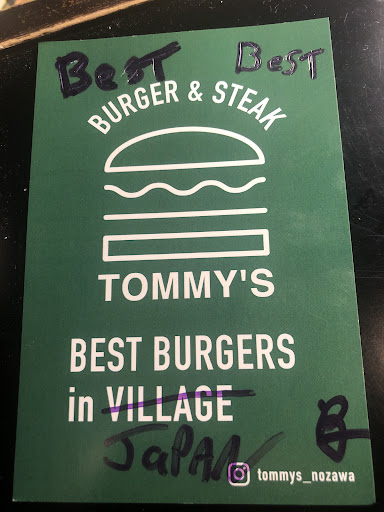 Best Best
BURGER & STEAK
TOMMY'S
BEST BURGERS
in VILLAGE
JaPAN
tommys_nozawa